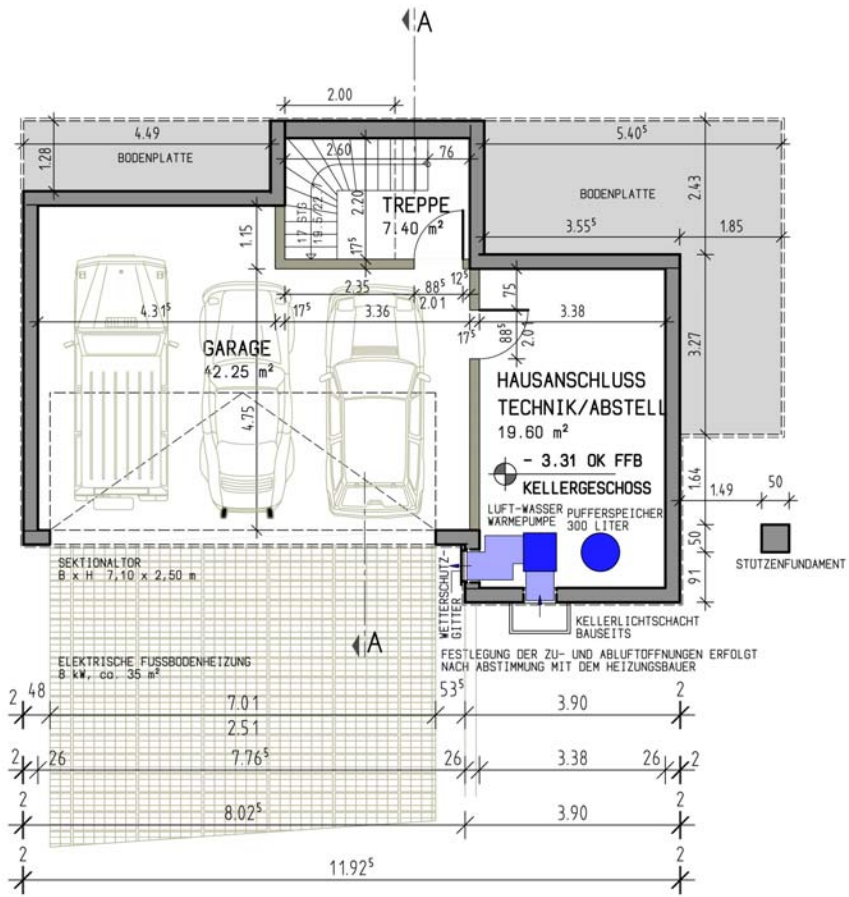 A
2.00
4.49
5.40⁵
BODENPLATTE
1.28
2.60
76
2.43
BODENPLATTE
TREPPE
7.40 m²
2.20
17 STG
3.55⁵
1.85
1.15
17⁵
2.35
88⁵
12⁵
2.01
75
4.31⁵
17⁵
3.36
17⁵
88⁵
2.01
3.38
3.27
GARAGE
42.25 m²
4.75
HAUSANSCHLUSS
TECHNIK/ABSTELL
19.60 m²
- 3.31 OK FFB
KELLERGESCHOSS
1.64
1.49
50
LUFT-WASSER
WÄRMEPUMPE
PUFFERSPEICHER
300 LITER
50
STÜTZENFUNDAMENT
SEKTIONALTOR
B x H 7,10 x 2,50 m
WETTERSCHUTZ-
GITTER
91
KELLERLICHTSCHACHT
BAUSEITS
A
FESTLEGUNG DER ZU- UND ABLUFTÖFFNUNGEN ERFOLGT
NACH ABSTIMMUNG MIT DEM HEIZUNGSBAUER
ELEKTRISCHE FUSSBODENHEIZUNG
8 kW, ca. 35 m²
2
48
7.01
2.51
53⁵
3.90
2
2
26
7.76⁵
26
3.38
26
2
2
8.02⁵
3.90
2
2
11.92⁵
2